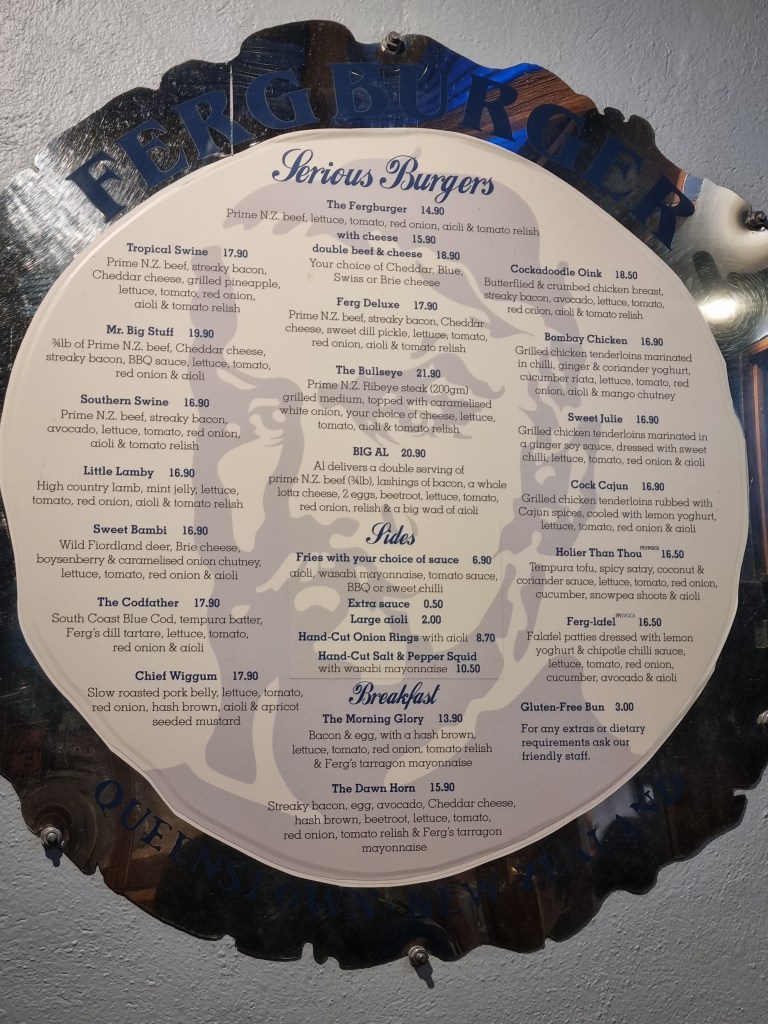 FERGBURGER
Serious Burgers
The Fergburger 14.90
Prime N.Z. beef, lettuce, tomato, red onion, aioli & tomato relish
with cheese 15.90
double beef & cheese 18.90
Your choice of Cheddar, Blue,
Swiss or Brie cheese
Tropical Swine 17.90
Prime N.Z. beef, streaky bacon,
Cheddar cheese, grilled pineapple,
lettuce, tomato, red onion,
aioli & tomato relish
Mr. Big Stuff 19.90
¾lb of Prime N.Z. beef, Cheddar cheese,
streaky bacon, BBQ sauce, lettuce, tomato,
red onion & aioli
Southern Swine 16.90
Prime N.Z. beef, streaky bacon,
avocado, lettuce, tomato, red onion,
aioli & tomato relish
Little Lamby 16.90
High country lamb, mint jelly, lettuce,
tomato, red onion, aioli & tomato relish
Sweet Bambi 16.90
Wild Fiordland deer, Brie cheese,
boysenberry & caramelised onion chutney,
lettuce, tomato, red onion & aioli
The Codfather 17.90
South Coast Blue Cod, tempura batter,
Ferg's dill tartare, lettuce, tomato,
red onion & aioli
Chief Wiggum 17.90
Slow roasted pork belly, lettuce, tomato,
red onion, hash brown, aioli & apricot
seeded mustard
Ferg Deluxe 17.90
Prime N.Z. beef, streaky bacon, Cheddar
cheese, sweet dill pickle, lettuce, tomato,
red onion, aioli & tomato relish
The Bullseye 21.90
Prime N.Z. Ribeye steak (200gm)
grilled medium, topped with caramelised
white onion, your choice of cheese, lettuce,
tomato, aioli & tomato relish
BIG AL 20.90
Al delivers a double serving of
prime N.Z. beef (¾lb), lashings of bacon, a whole
lotta cheese, 2 eggs, beetroot, lettuce, tomato,
red onion, relish & a big wad of aioli
Sides
Fries with your choice of sauce 6.90
aioli, wasabi mayonnaise, tomato sauce,
BBQ or sweet chilli
Extra sauce 0.50
Large aioli 2.00
Hand-Cut Onion Rings with aioli 8.70
Hand-Cut Salt & Pepper Squid
with wasabi mayonnaise 10.50
Breakfast
The Morning Glory 13.90
Bacon & egg, with a hash brown,
lettuce, tomato, red onion, tomato relish
& Ferg's tarragon mayonnaise
The Dawn Horn 15.90
Streaky bacon, egg, avocado, Cheddar cheese,
hash brown, beetroot, lettuce, tomato,
red onion, tomato relish & Ferg's tarragon
mayonnaise
Cockadoodle Oink 18.50
Butterflied & crumbed chicken breast,
streaky bacon, avocado, lettuce, tomato,
red onion, aioli & tomato relish
Bombay Chicken 16.90
Grilled chicken tenderloins marinated
in chilli, ginger & coriander yoghurt,
cucumber riata, lettuce, tomato, red
onion, aioli & mango chutney
Sweet Julie 16.90
Grilled chicken tenderloins marinated in
a ginger soy sauce, dressed with sweet
chilli, lettuce, tomato, red onion & aioli
Cock Cajun 16.90
Grilled chicken tenderloins rubbed with
Cajun spices, cooled with lemon yoghurt,
lettuce, tomato, red onion & aioli
Holier Than Thou 16.50
Tempura tofu, spicy satay, coconut &
coriander sauce, lettuce, tomato, red onion,
cucumber, snowpea shoots & aioli
Ferg-lafel 16.50
Falafel patties dressed with lemon
yoghurt & chipotle chilli sauce,
lettuce, tomato, red onion,
cucumber, avocado & aioli
Gluten-Free Bun 3.00
For any extras or dietary
requirements ask our
friendly staff.
QUEENSTOWN NEW ZEALAND